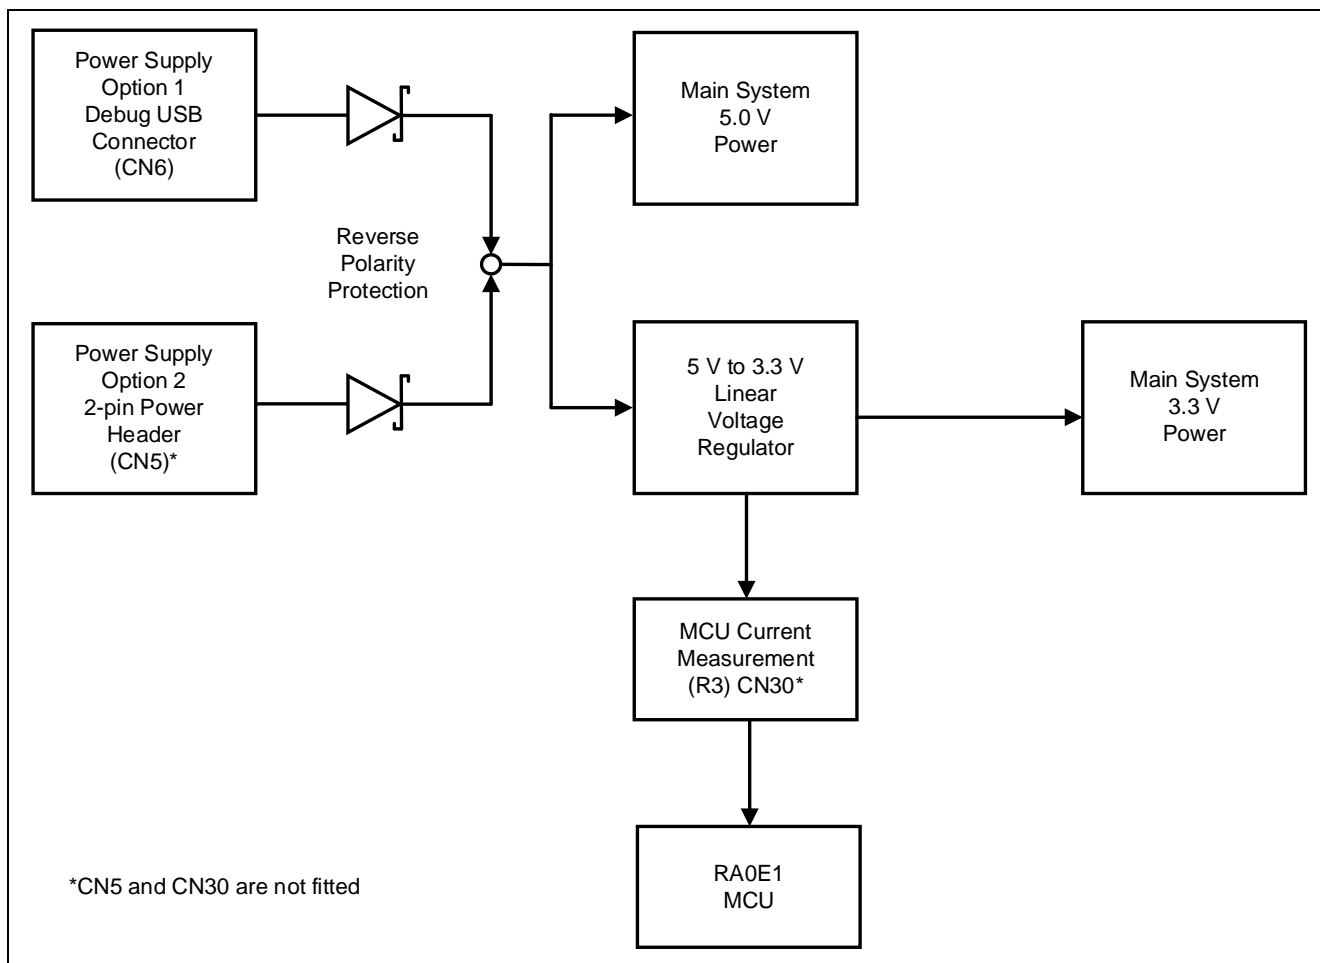 Power Supply
Option 1
Debug USB
Connector
(CN6)
Main System
5.0 V
Power
Reverse
Polarity
Protection
Power Supply
Option 2
2-pin Power
Header
(CN5)*
5 V to 3.3 V
Linear
Voltage
Regulator
Main System
3.3 V
Power
MCU Current
Measurement
(R3) CN30*
RA0E1
MCU
*CN5 and CN30 are not fitted